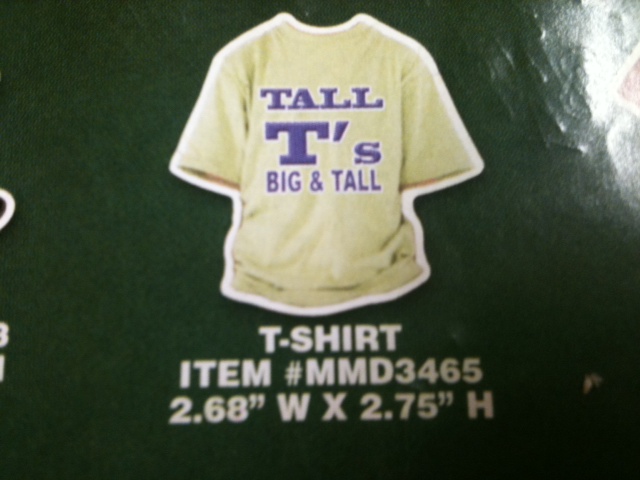 TALL
T's
BIG & TALL
T-SHIRT
ITEM #MMD3465
2.68” W X 2.75” H